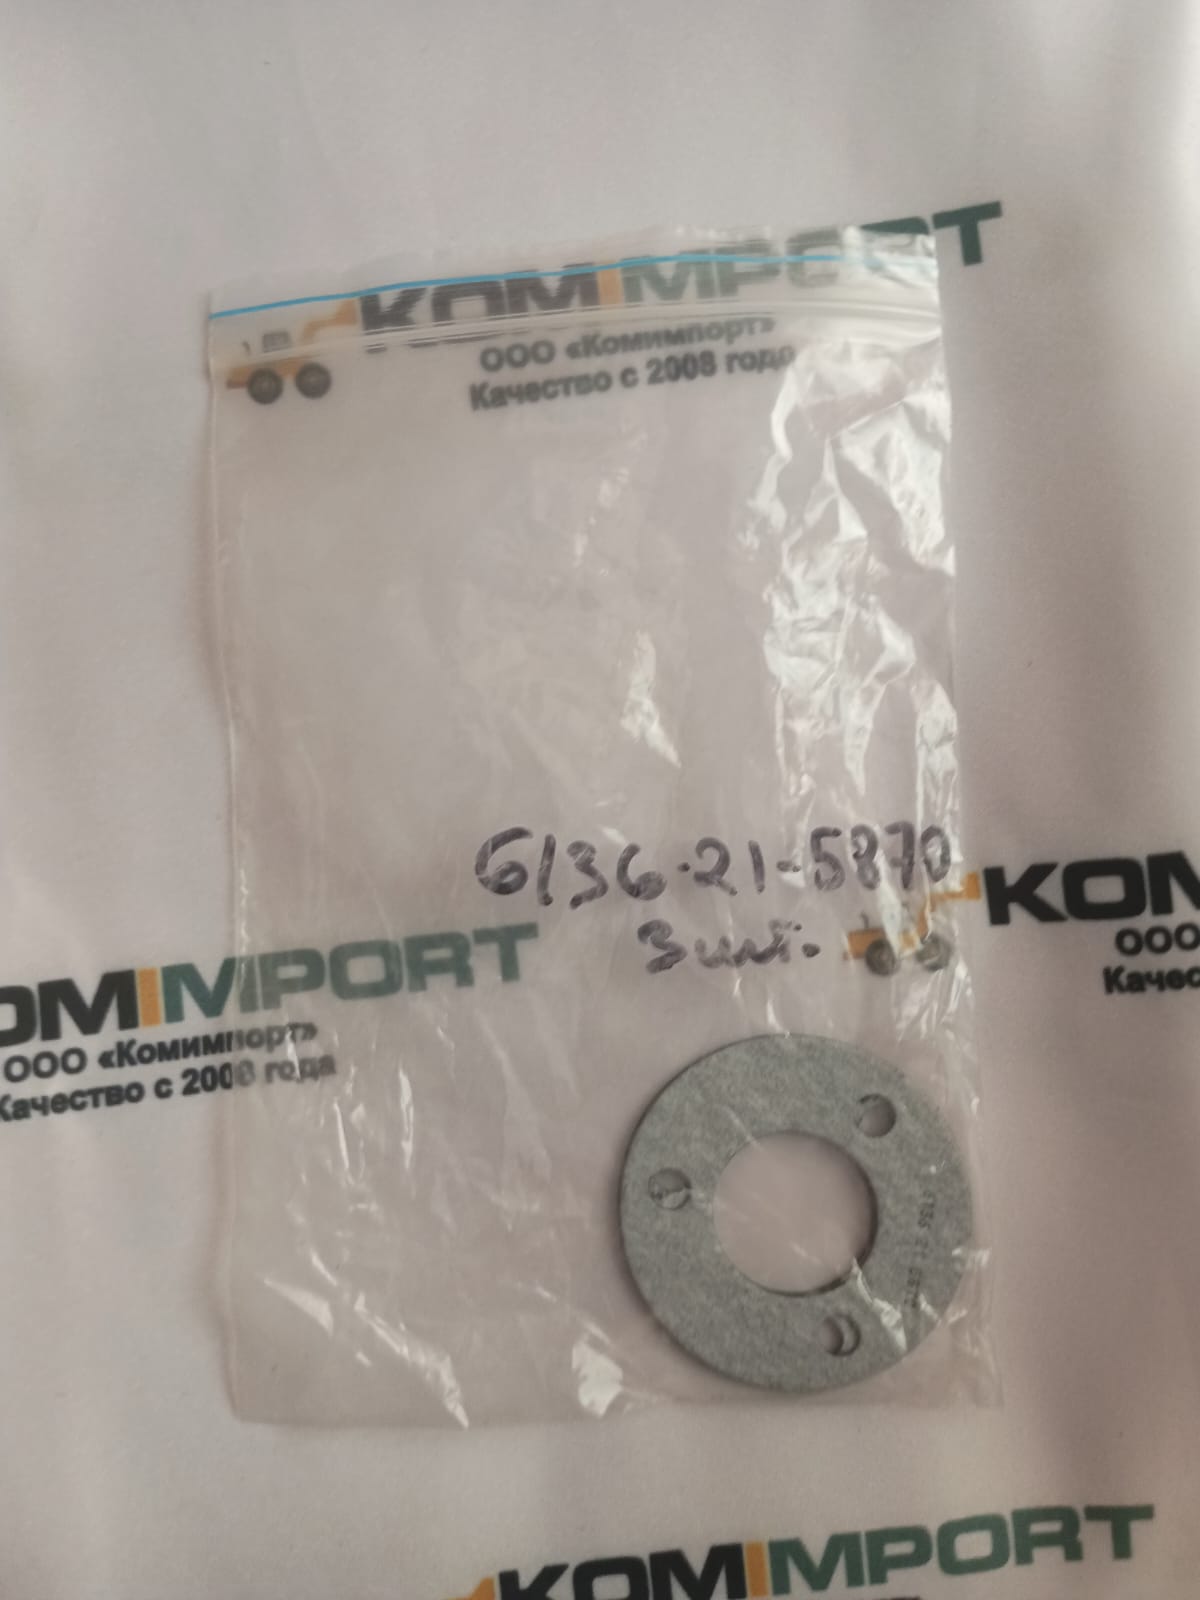 KOMIMPORT
ООО «Комимпорт»
Качество с 2008 года
6136-21-5870
3 шт.
KOM
ООО
Качес
OMIMPORT
ООО «Комимпорт»
Качество с 2008 года
KOMIMPORT